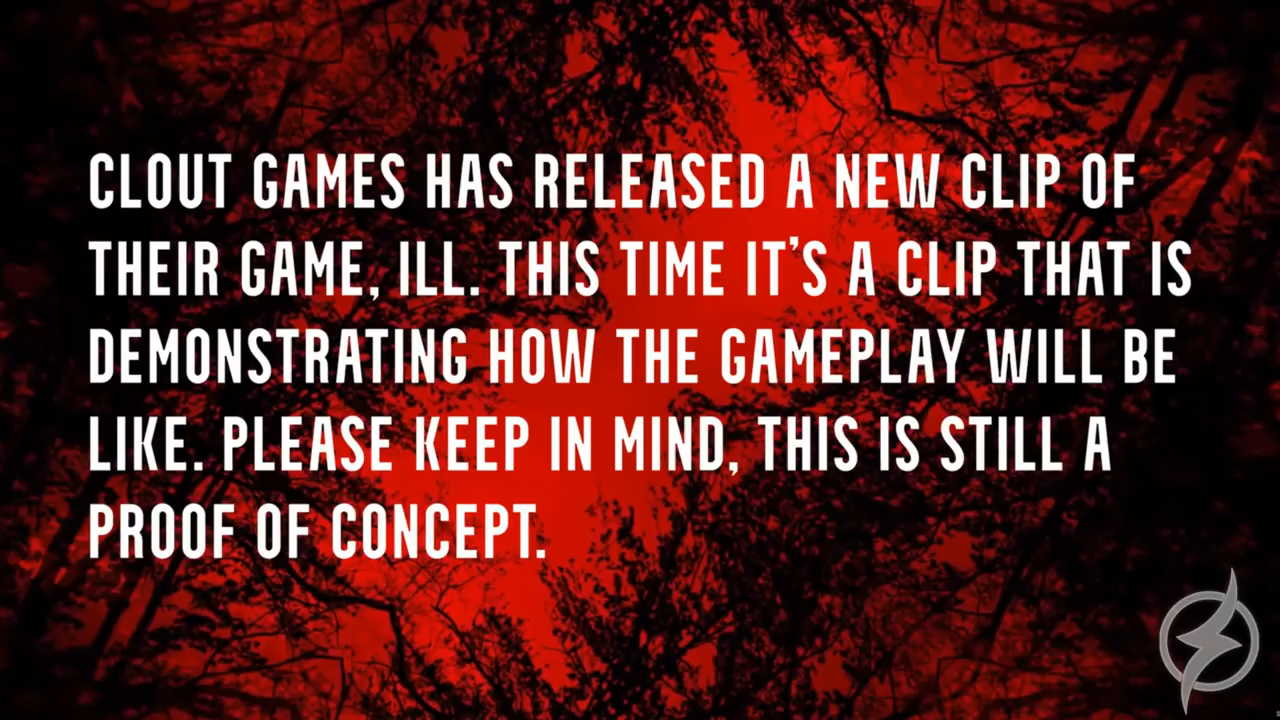 CLOUT GAMES HAS RELEASED A NEW CLIP OF
THEIR GAME, ILL. THIS TIME IT'S A CLIP THAT IS
DEMONSTRATING HOW THE GAMEPLAY WILL BE
LIKE. PLEASE KEEP IN MIND, THIS IS STILL A
PROOF OF CONCEPT.